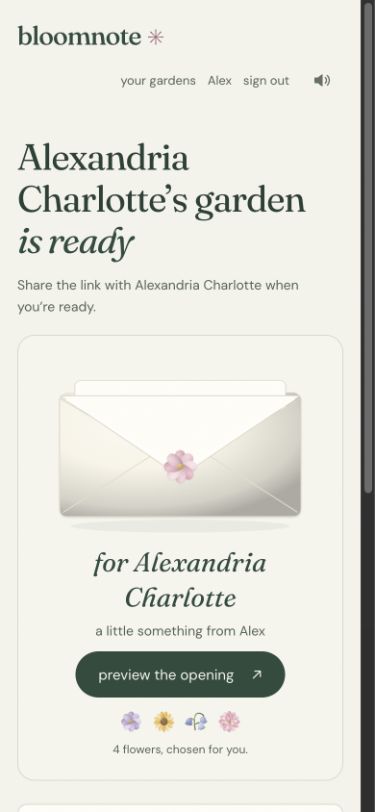 bloomnote
your gardens Alex sign out
Alexandria
Charlotte’s garden
is ready
Share the link with Alexandria Charlotte when
you’re ready.
for Alexandria
Charlotte
a little something from Alex
preview the opening ↗
4 flowers, chosen for you.